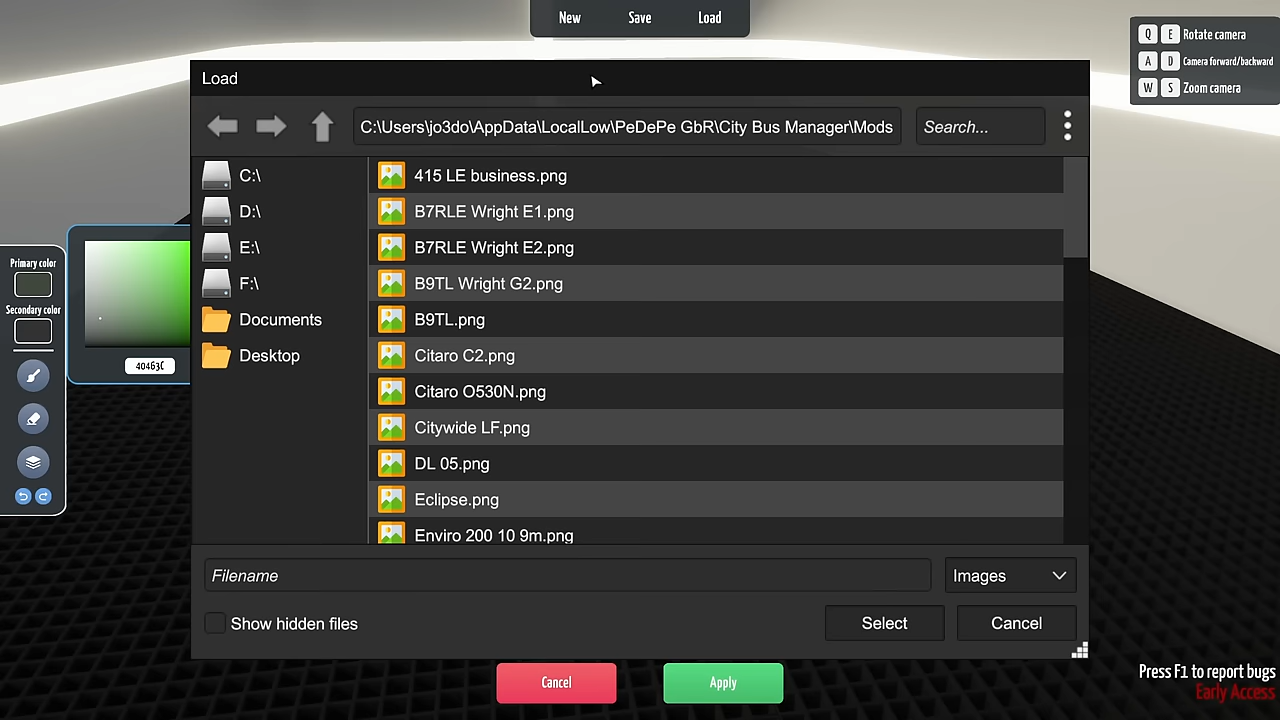 New Save Load
Q E Rotate camera
A D Camera forward/backward
W S Zoom camera
Load
C:\Users\jo3do\AppData\LocalLow\PeDePe GbR\City Bus Manager\Mods
Search...
C:\
D:\
E:\
F:\
Documents
Desktop
415 LE business.png
B7RLE Wright E1.png
B7RLE Wright E2.png
B9TL Wright G2.png
B9TL.png
Citaro C2.png
Citaro O530N.png
Citywide LF.png
DL 05.png
Eclipse.png
Enviro 200 10 9m.png
Primary color
Secondary color
40463C
Filename
Images
Show hidden files
Select
Cancel
Cancel
Apply
Press F1 to report bugs
Early Access